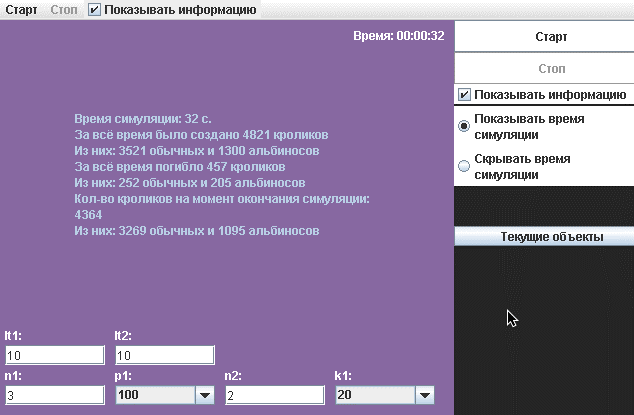 Старт Стоп Показывать информацию
Время: 00:00:32
Старт
Стоп
Показывать информацию
Показывать время
симуляции
Скрывать время
симуляции
Текущие объекты
Время симуляции: 32 с.
За всё время было создано 4821 кроликов
Из них: 3521 обычных и 1300 альбиносов
За всё время погибло 457 кроликов
Из них: 252 обычных и 205 альбиносов
Кол-во кроликов на момент окончания симуляции:
4364
Из них: 3269 обычных и 1095 альбиносов
lt1: lt2:
10 10
n1: p1: n2: k1:
3 100 2 20